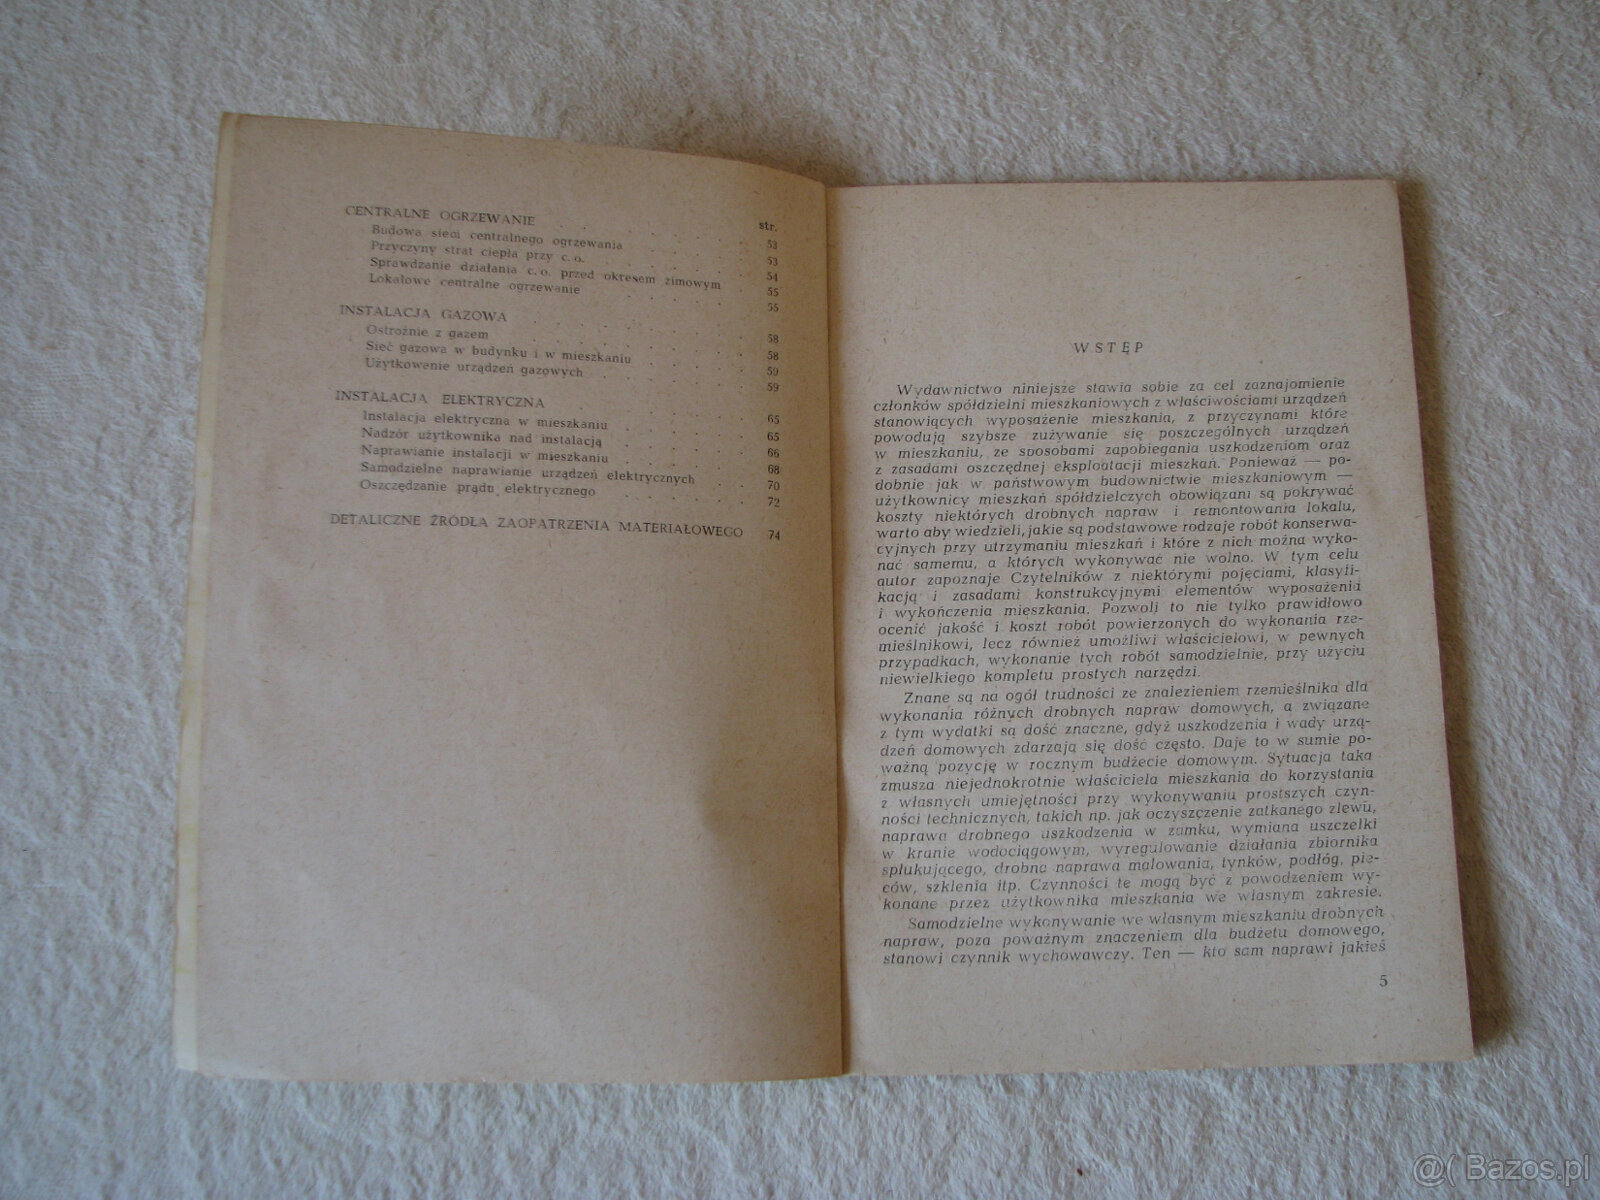 str.
CENTRALNE OGRZEWANIE . . . . . . 53
Budowa sieci centralnego ogrzewania . . . . 53
Przyczyny strat ciepła przy c. o. . . . . . 54
Sprawdzanie działania c. o. przed okresem zimowym . 55
Lokalowe centralne ogrzewanie . . . . . 55
INSTALACJA GAZOWA . . . . . . . 58
Ostrożnie z gazem . . . . . . . 58
Sieć gazowa w budynku i w mieszkaniu . . . . 59
Użytkowanie urządzeń gazowych . . . . . 59
INSTALACJA ELEKTRYCZNA . . . . . . 65
Instalacja elektryczna w mieszkaniu . . . . 65
Nadzór użytkownika nad instalacją . . . . 66
Naprawianie instalacji w mieszkaniu . . . . 68
Samodzielne naprawianie urządzeń elektrycznych . . 70
Oszczędzanie prądu elektrycznego . . . . . 72
DETALICZNE ŹRÓDŁA ZAOPATRZENIA MATERIAŁOWEGO 74
WSTĘP
Wydawnictwo niniejsze stawia sobie za cel zaznajomienie
członków spółdzielni mieszkaniowych z właściwościami urządzeń
stanowiących wyposażenie mieszkania, z przyczynami które
powodują szybsze zużywanie się poszczególnych urządzeń
w mieszkaniu, ze sposobami zapobiegania uszkodzeniom oraz
z zasadami oszczędnej eksploatacji mieszkań. Ponieważ — po-
dobnie jak w państwowym budownictwie mieszkaniowym —
użytkownicy mieszkań spółdzielczych obowiązani są pokrywać
koszty niektórych drobnych napraw i remontowania lokalu,
warto aby wiedzieli, jakie są podstawowe rodzaje robót konserwa-
cyjnych przy utrzymaniu mieszkań i które z nich można wyko-
nać samemu, a których wykonywać nie wolno. W tym celu
autor zapoznaje Czytelników z niektórymi pojęciami, klasyfi-
kacją i zasadami konstrukcyjnymi elementów wyposażenia
i wykończenia mieszkania. Pozwoli to nie tylko prawidłowo
ocenić jakość i koszt robót powierzonych do wykonania rze-
mieślnikowi, lecz również umożliwi właścicielowi, w pewnych
przypadkach, wykonanie tych robót samodzielnie, przy użyciu
niewielkiego kompletu prostych narzędzi.
Znane są na ogół trudności ze znalezieniem rzemieślnika dla
wykonania różnych drobnych napraw domowych, a związane
z tym wydatki są dość znaczne, gdyż uszkodzenia i wady urzą-
dzeń domowych zdarzają się dość często. Daje to w sumie po-
ważną pozycję w rocznym budżecie domowym. Sytuacja taka
zmusza niejednokrotnie właściciela mieszkania do korzystania
z własnych umiejętności przy wykonywaniu prostszych czyn-
ności technicznych, takich np. jak oczyszczenie zatkanego zlewu,
naprawa drobnego uszkodzenia w zamku, wymiana uszczelki
w kranie wodociągowym, wyregulowanie działania zbiornika
spłukującego, drobna naprawa malowania, tynków, podłóg, pie-
ców, szklenia itp. Czynności te mogą być z powodzeniem wy-
konane przez użytkownika mieszkania we własnym zakresie.
Samodzielne wykonywanie we własnym mieszkaniu drobnych
napraw, poza poważnym znaczeniem dla budżetu domowego,
stanowi czynnik wychowawczy. Ten — kto sam naprawi jakieś
5
@( Bazos.pl